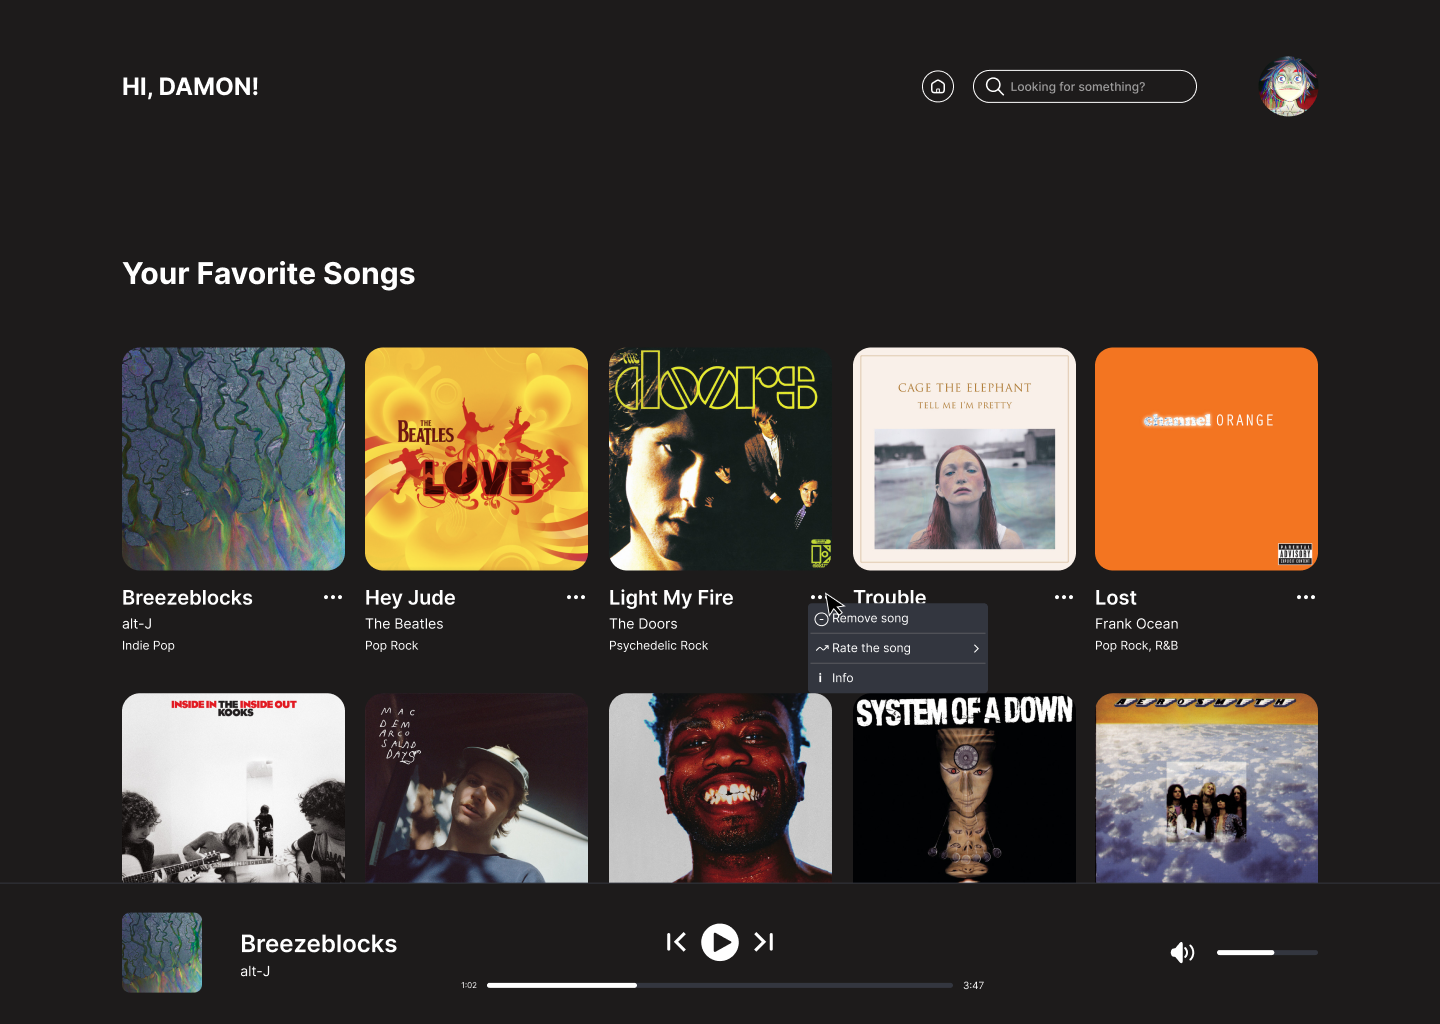 HI, DAMON!
Looking for something?
Your Favorite Songs
the
doors
THE
BEATLES
LOVE
CAGE THE ELEPHANT
TELL ME I'M PRETTY
channel ORANGE
PARENTAL
ADVISORY
EXPLICIT CONTENT
Breezeblocks
alt-J
Indie Pop
Hey Jude
The Beatles
Pop Rock
Light My Fire
The Doors
Psychedelic Rock
Trouble
Remove song
Rate the song
Info
Lost
Frank Ocean
Pop Rock, R&B
INSIDE IN THE INSIDE OUT
KOOKS
MAC
DEM
ARCO
SALAD
DAYS
SYSTEM OF A DOWN
AEROSMITH
Breezeblocks
alt-J
1:02
3:47